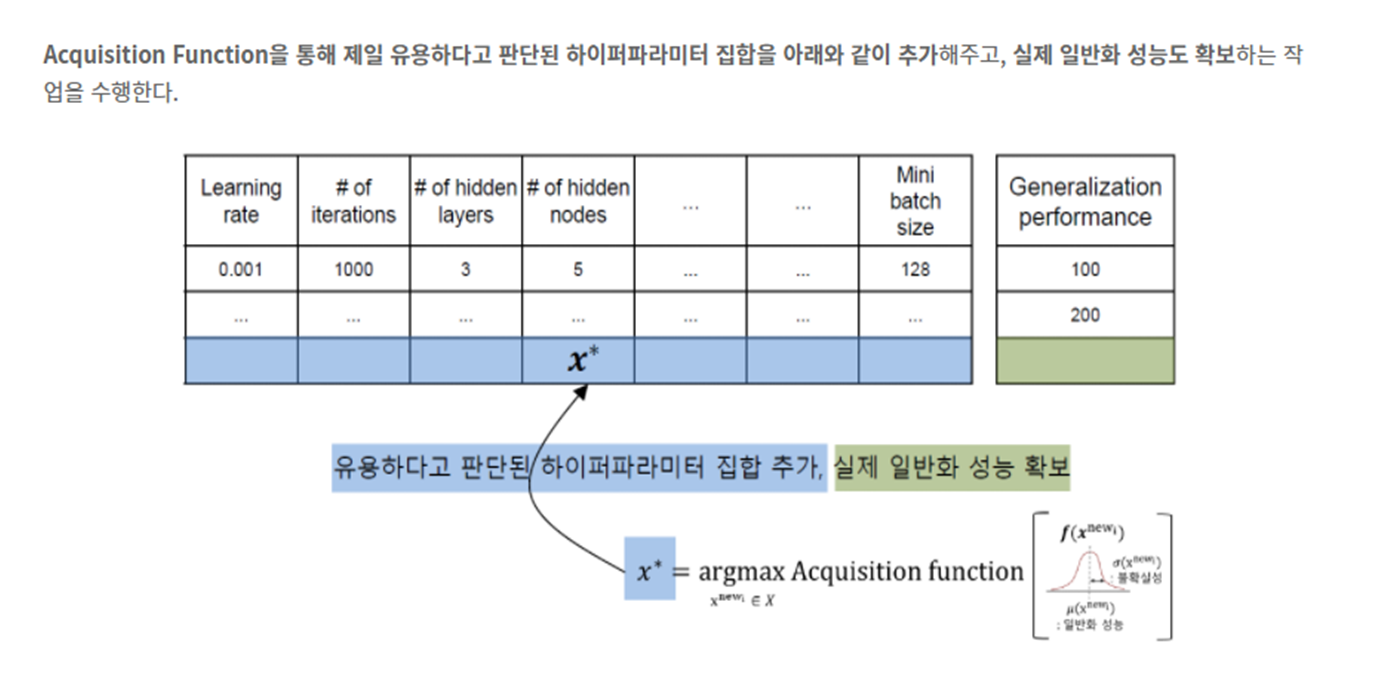 Acquisition Function을 통해 제일 유용하다고 판단된 하이퍼파라미터 집합을 아래와 같이 추가해주고, 실제 일반화 성능도 확보하는 작
업을 수행한다.
Learning rate # of iterations # of hidden layers # of hidden nodes ... ... Mini batch size Generalization performance
0.001 1000 3 5 ... ... 128 100
... ... ... ... ... ... ... 200
x*
유용하다고 판단된 하이퍼파라미터 집합 추가, 실제 일반화 성능 확보
f(xⁿᵉʷⁱ)
σ(xⁿᵉʷⁱ)
: 불확실성
x* = argmax Acquisition function
xⁿᵉʷⁱ ∈ X
μ(xⁿᵉʷⁱ)
: 일반화 성능